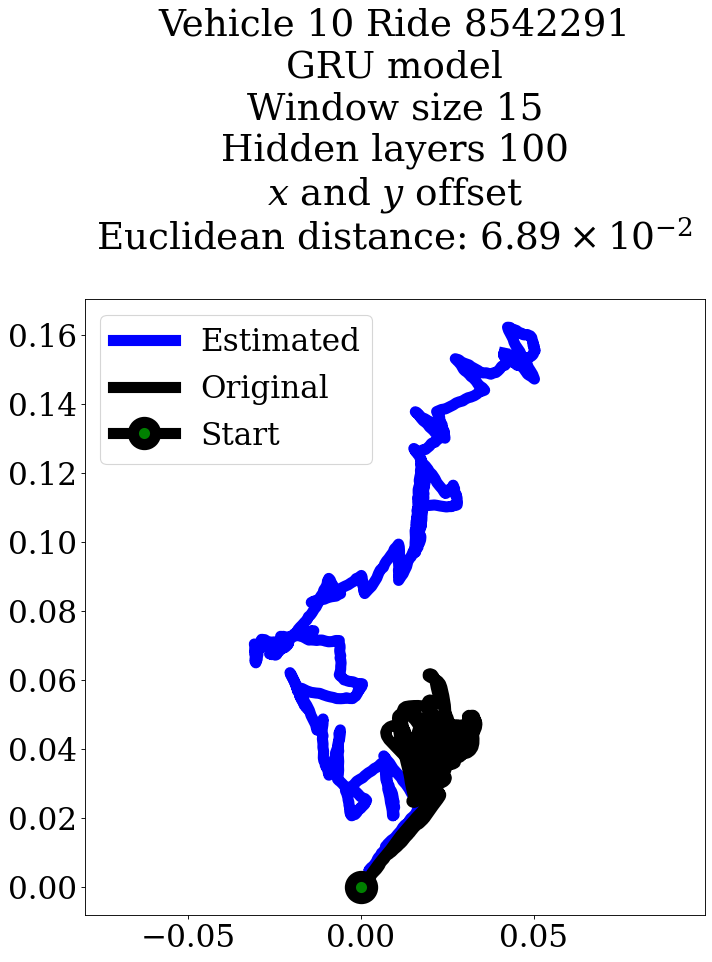 Vehicle 10 Ride 8542291
GRU model
Window size 15
Hidden layers 100
x and y offset
Euclidean distance: 6.89 × 10⁻²
Estimated
Original
Start
0.16
0.14
0.12
0.10
0.08
0.06
0.04
0.02
0.00
−0.05 0.00 0.05